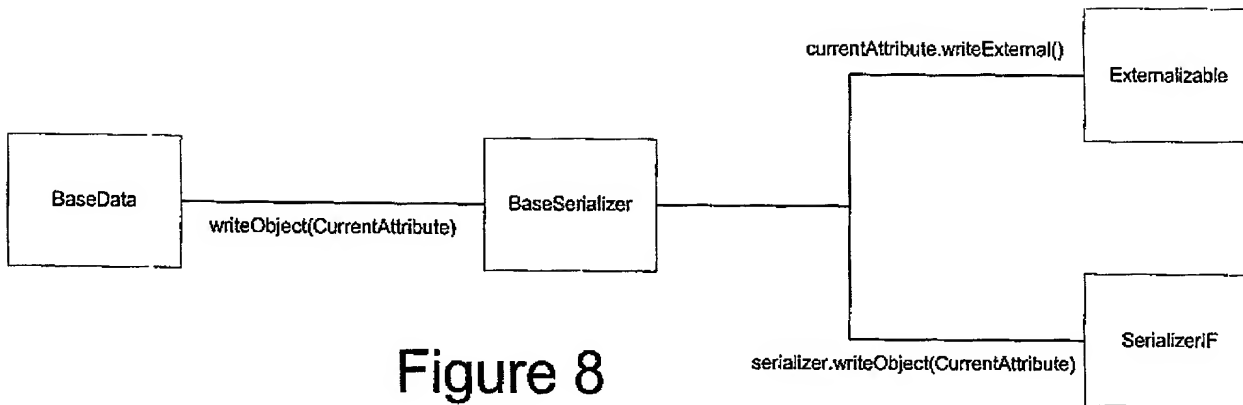 currentAttribute.writeExternal()
Externalizable
BaseData
writeObject(CurrentAttribute)
BaseSerializer
serializer.writeObject(CurrentAttribute)
SerializerIF
Figure 8